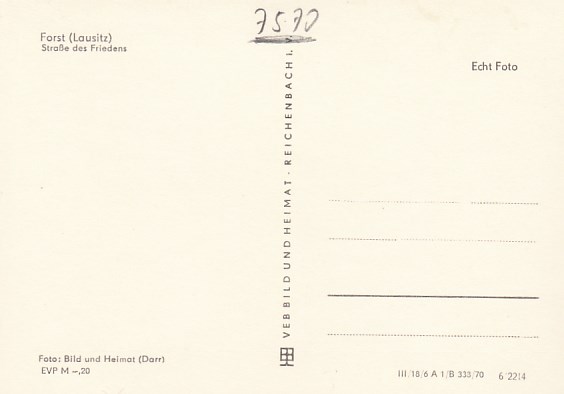 7570
Forst (Lausitz)
Straße des Friedens
Echt Foto
VEB BILD UND HEIMAT · REICHENBACH I.
Foto: Bild und Heimat (Darr)
EVP M –,20
III/18/6 A 1/B 333/70 6/2214